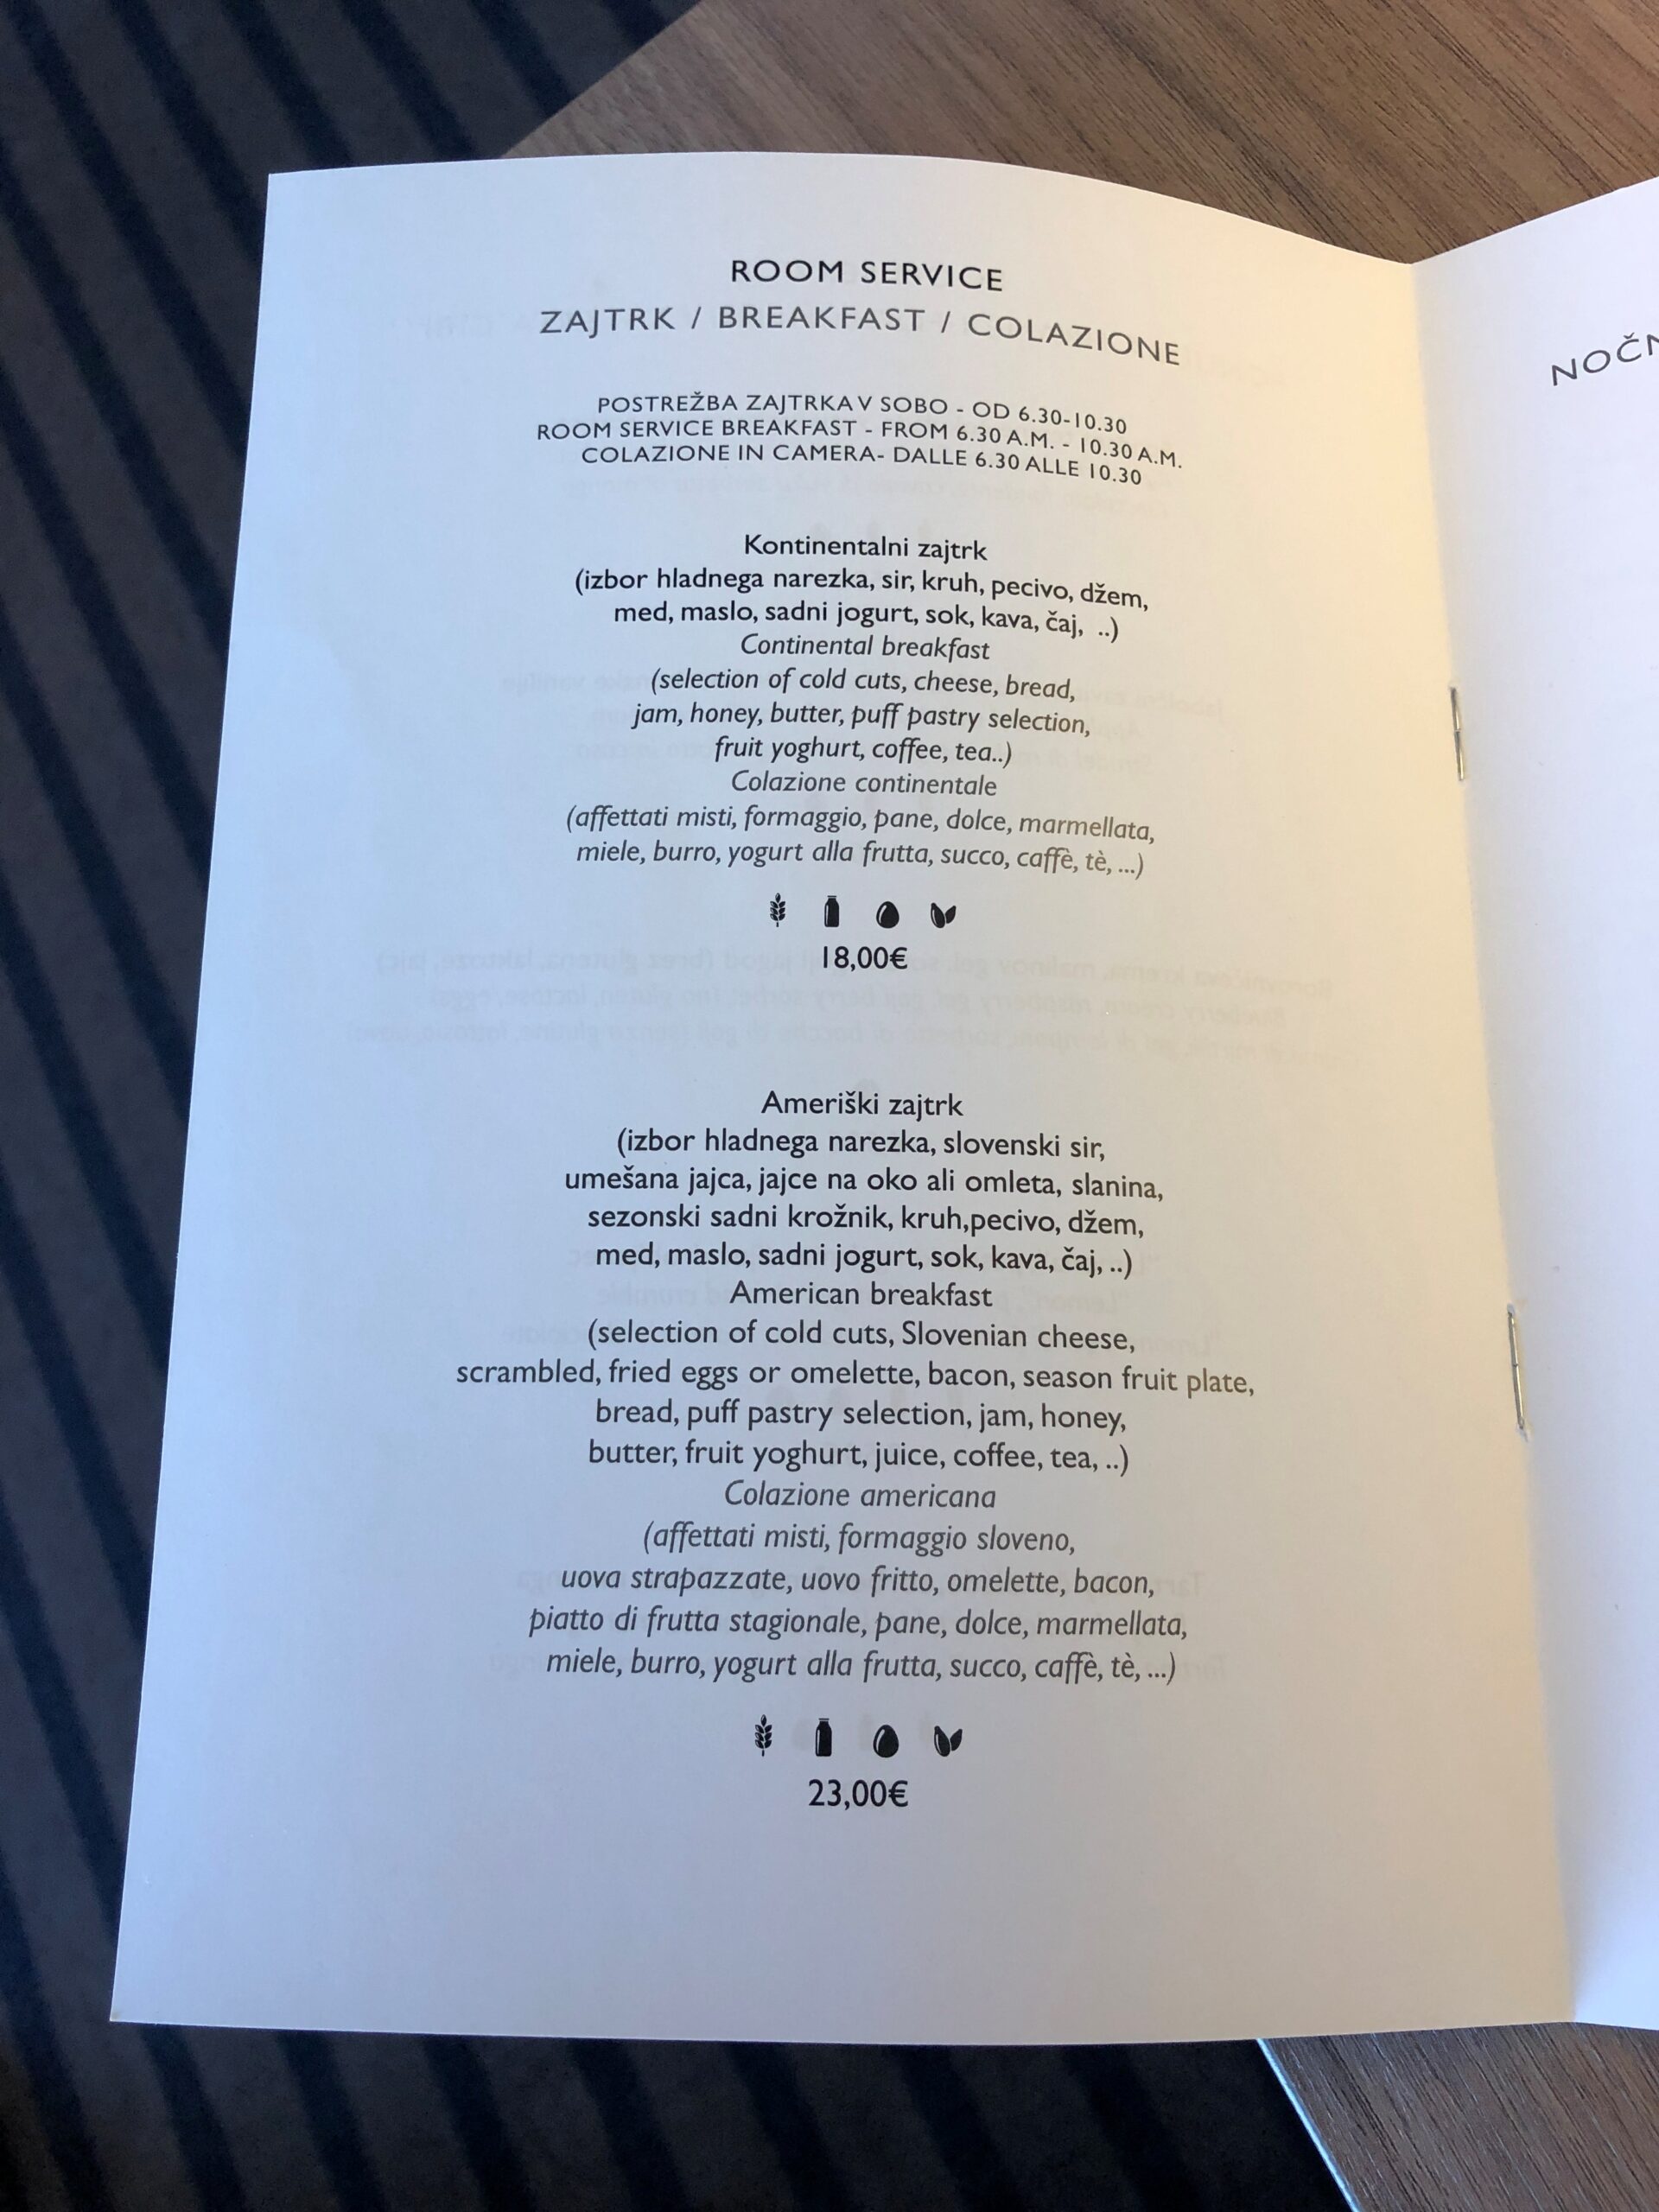 ROOM SERVICE
ZAJTRK / BREAKFAST / COLAZIONE
POSTREŽBA ZAJTRKA V SOBO - OD 6.30-10.30
ROOM SERVICE BREAKFAST - FROM 6.30 A.M. - 10.30 A.M.
COLAZIONE IN CAMERA- DALLE 6.30 ALLE 10.30
Kontinentalni zajtrk
(izbor hladnega narezka, sir, kruh, pecivo, džem,
med, maslo, sadni jogurt, sok, kava, čaj, ..)
Continental breakfast
(selection of cold cuts, cheese, bread,
jam, honey, butter, puff pastry selection,
fruit yoghurt, coffee, tea..)
Colazione continentale
(affettati misti, formaggio, pane, dolce, marmellata,
miele, burro, yogurt alla frutta, succo, caffè, tè, ...)
18,00€
Ameriški zajtrk
(izbor hladnega narezka, slovenski sir,
umešana jajca, jajce na oko ali omleta, slanina,
sezonski sadni krožnik, kruh,pecivo, džem,
med, maslo, sadni jogurt, sok, kava, čaj, ..)
American breakfast
(selection of cold cuts, Slovenian cheese,
scrambled, fried eggs or omelette, bacon, season fruit plate,
bread, puff pastry selection, jam, honey,
butter, fruit yoghurt, juice, coffee, tea, ..)
Colazione americana
(affettati misti, formaggio sloveno,
uova strapazzate, uovo fritto, omelette, bacon,
piatto di frutta stagionale, pane, dolce, marmellata,
miele, burro, yogurt alla frutta, succo, caffè, tè, ...)
23,00€